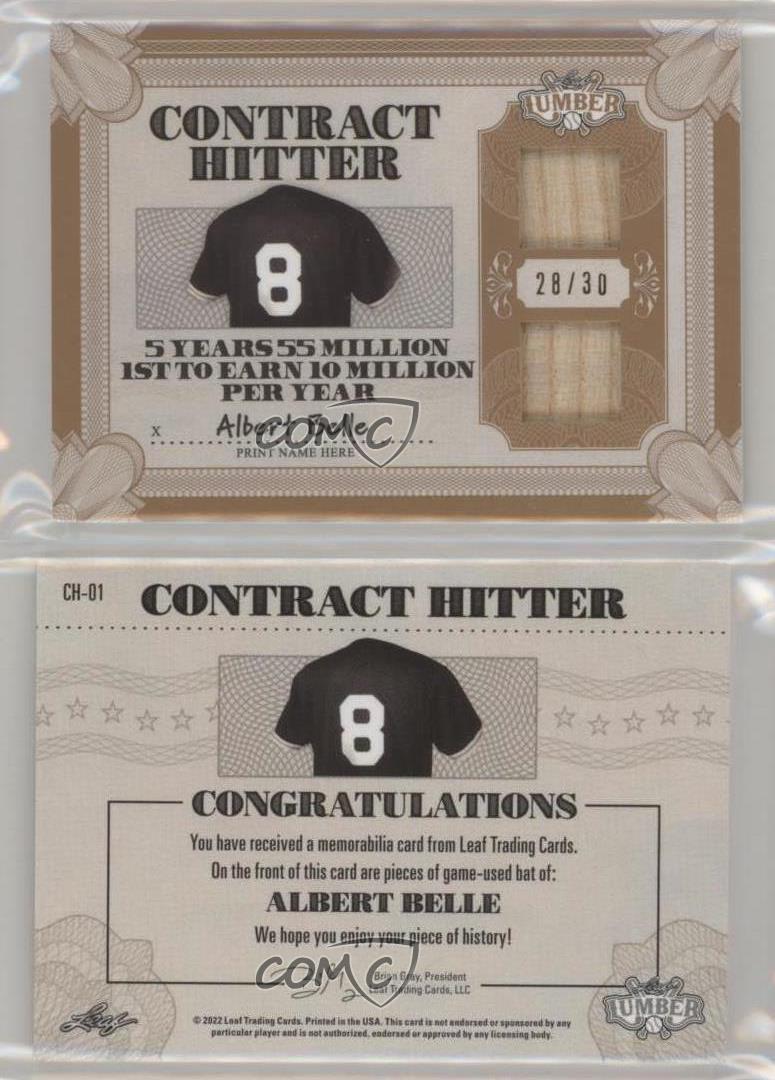 CONTRACT
HITTER
8
5 YEARS 55 MILLION
1ST TO EARN 10 MILLION
PER YEAR
X Albert Belle
PRINT NAME HERE
Leaf
LUMBER
28/30
COMC
CH-01
CONTRACT HITTER
8
CONGRATULATIONS
You have received a memorabilia card from Leaf Trading Cards.
On the front of this card are pieces of game-used bat of:
ALBERT BELLE
We hope you enjoy your piece of history!
COMC
Brian Gray, President
Leaf Trading Cards, LLC
Leaf
© 2022 Leaf Trading Cards. Printed in the USA. This card is not endorsed or sponsored by any
particular player and is not authorized, endorsed or approved by any licensing body.
Leaf
LUMBER